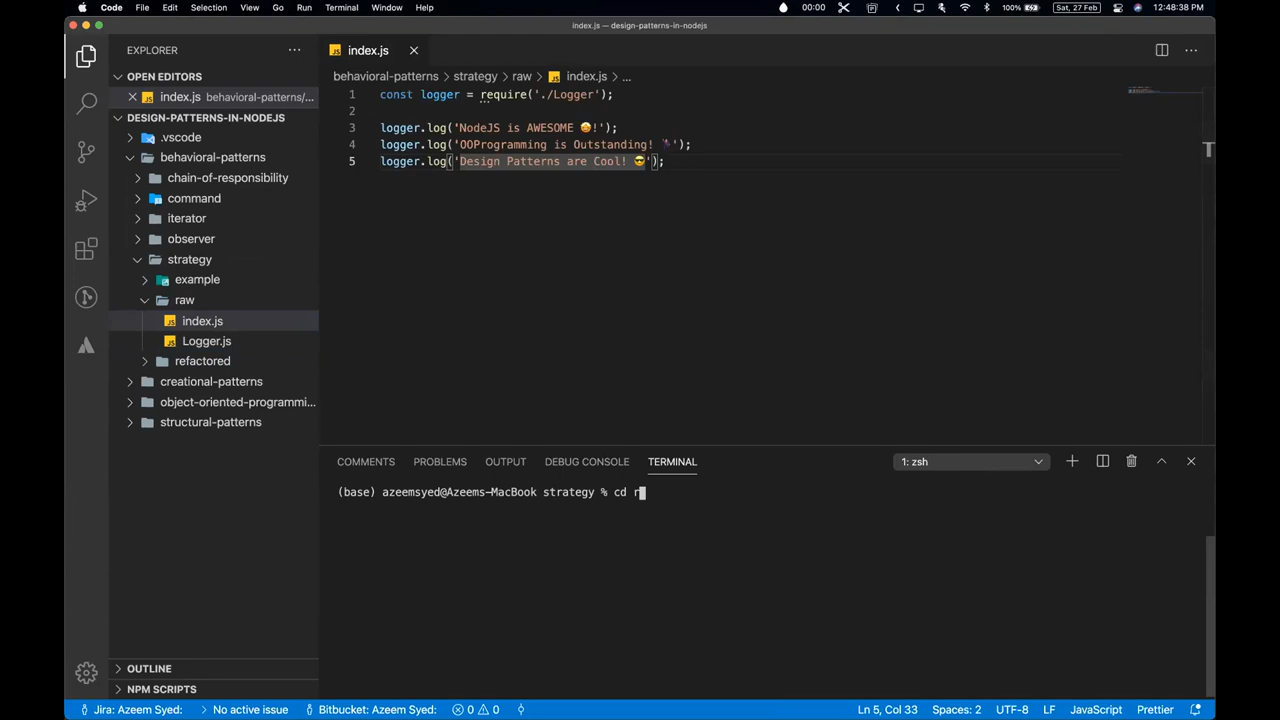 Code File Edit Selection View Go Run Terminal Window Help 00:00 100% Sat, 27 Feb 12:48:38 PM
index.js — design-patterns-in-nodejs
EXPLORER
index.js
OPEN EDITORS
index.js behavioral-patterns/...
behavioral-patterns > strategy > raw > index.js > ...
DESIGN-PATTERNS-IN-NODEJS
.vscode
behavioral-patterns
chain-of-responsibility
command
iterator
observer
strategy
example
raw
index.js
Logger.js
refactored
creational-patterns
object-oriented-programmi...
structural-patterns
1 const logger = require('./Logger');
2
3 logger.log('NodeJS is AWESOME 🤩!');
4 logger.log('OOProgramming is Outstanding! ');
5 logger.log('Design Patterns are Cool! 😎');
COMMENTS PROBLEMS OUTPUT DEBUG CONSOLE TERMINAL 1: zsh
(base) azeemsyed@Azeems-MacBook strategy % cd r
OUTLINE
NPM SCRIPTS
Jira: Azeem Syed: No active issue Bitbucket: Azeem Syed: 0 0 Ln 5, Col 33 Spaces: 2 UTF-8 LF JavaScript Prettier